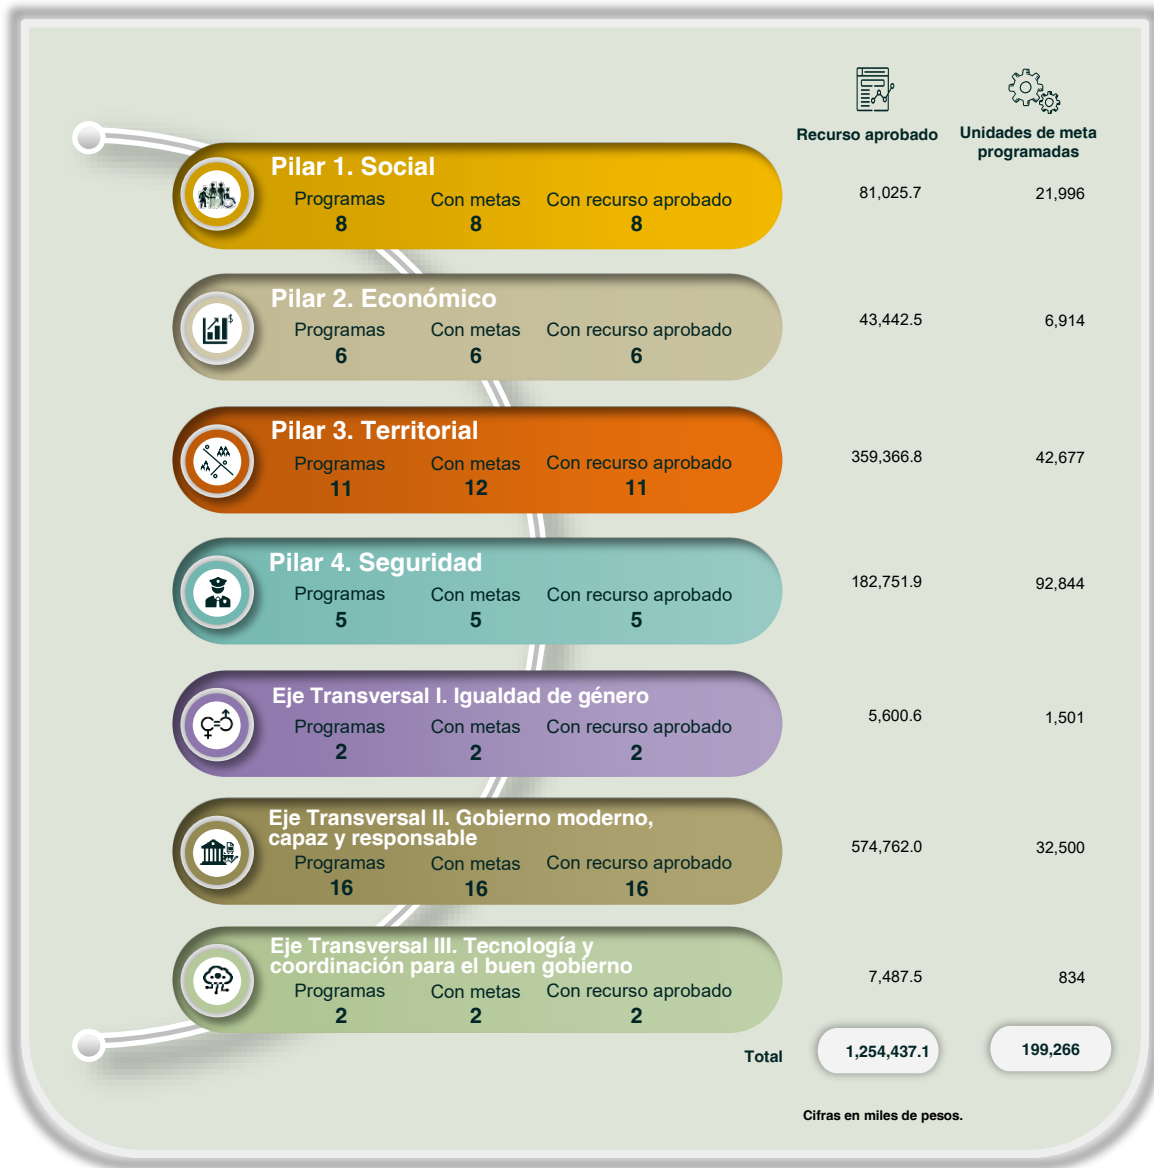 Recurso aprobado
Unidades de meta
programadas
Pilar 1. Social
Programas Con metas Con recurso aprobado
8 8 8
81,025.7 21,996
Pilar 2. Económico
Programas Con metas Con recurso aprobado
6 6 6
43,442.5 6,914
Pilar 3. Territorial
Programas Con metas Con recurso aprobado
11 12 11
359,366.8 42,677
Pilar 4. Seguridad
Programas Con metas Con recurso aprobado
5 5 5
182,751.9 92,844
Eje Transversal I. Igualdad de género
Programas Con metas Con recurso aprobado
2 2 2
5,600.6 1,501
Eje Transversal II. Gobierno moderno,
capaz y responsable
Programas Con metas Con recurso aprobado
16 16 16
574,762.0 32,500
Eje Transversal III. Tecnología y
coordinación para el buen gobierno
Programas Con metas Con recurso aprobado
2 2 2
7,487.5 834
Total 1,254,437.1 199,266
Cifras en miles de pesos.